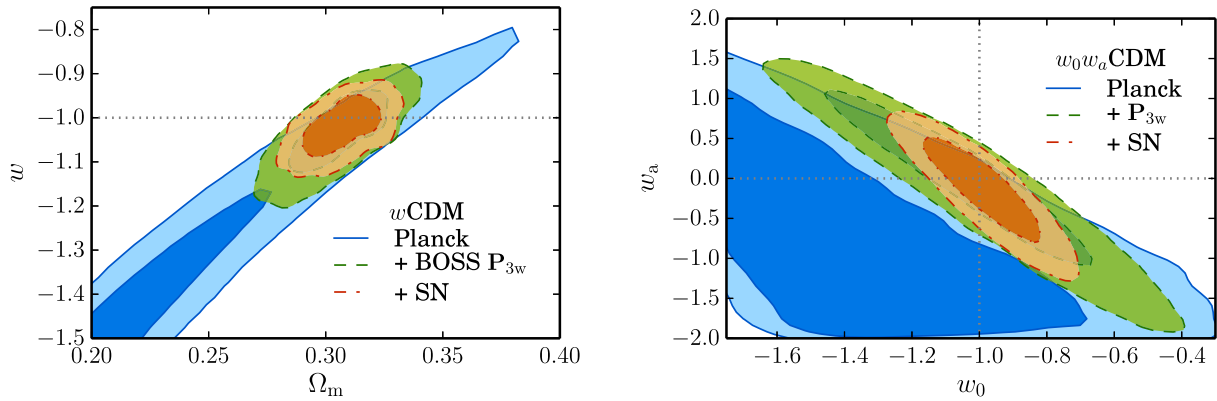 −0.8
−0.9
−1.0
−1.1
−1.2
−1.3
−1.4
−1.5
w
wCDM
Planck
+ BOSS P3w
+ SN
0.20 0.25 0.30 0.35 0.40
Ωm
2.0
1.5
1.0
0.5
0.0
−0.5
−1.0
−1.5
−2.0
wa
w0waCDM
Planck
+ P3w
+ SN
−1.6 −1.4 −1.2 −1.0 −0.8 −0.6 −0.4
w0